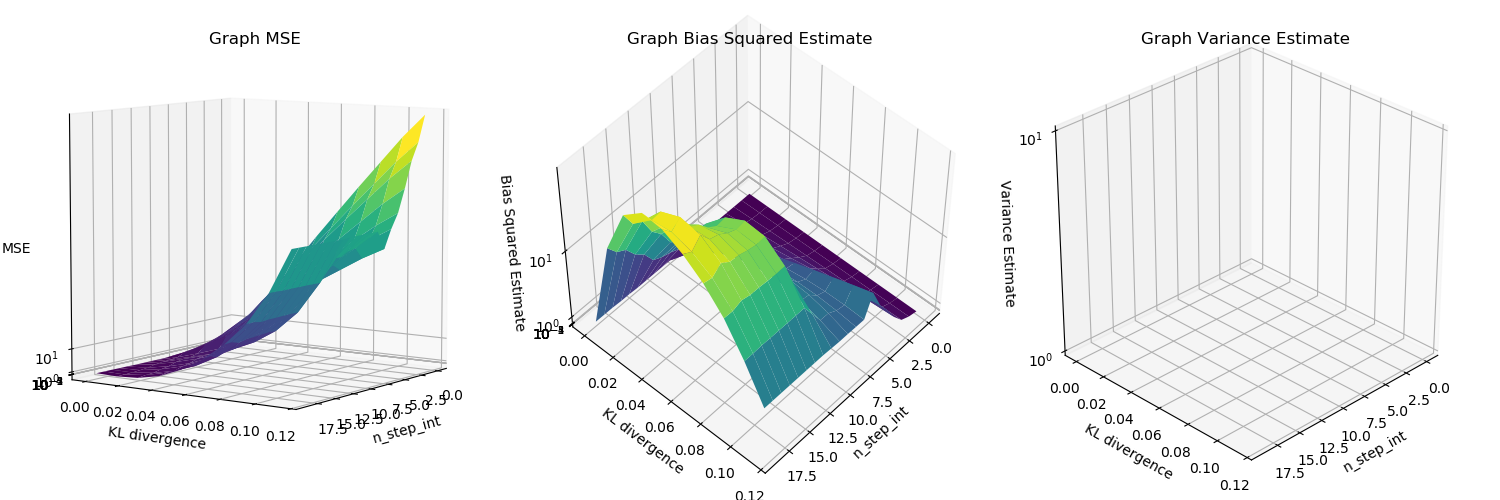 Graph MSE
MSE
10¹
10⁰
0.00 0.02 0.04 0.06 0.08 0.10 0.12
KL divergence
17.5 15.0 12.5 10.0 7.5 5.0 2.5 0.0
n_step_int
Graph Bias Squared Estimate
Bias Squared Estimate
10¹
10⁰
0.00 0.02 0.04 0.06 0.08 0.10 0.12
KL divergence
17.5 15.0 12.5 10.0 7.5 5.0 2.5 0.0
n_step_int
Graph Variance Estimate
Variance Estimate
10¹
10⁰
0.00 0.02 0.04 0.06 0.08 0.10 0.12
KL divergence
17.5 15.0 12.5 10.0 7.5 5.0 2.5 0.0
n_step_int